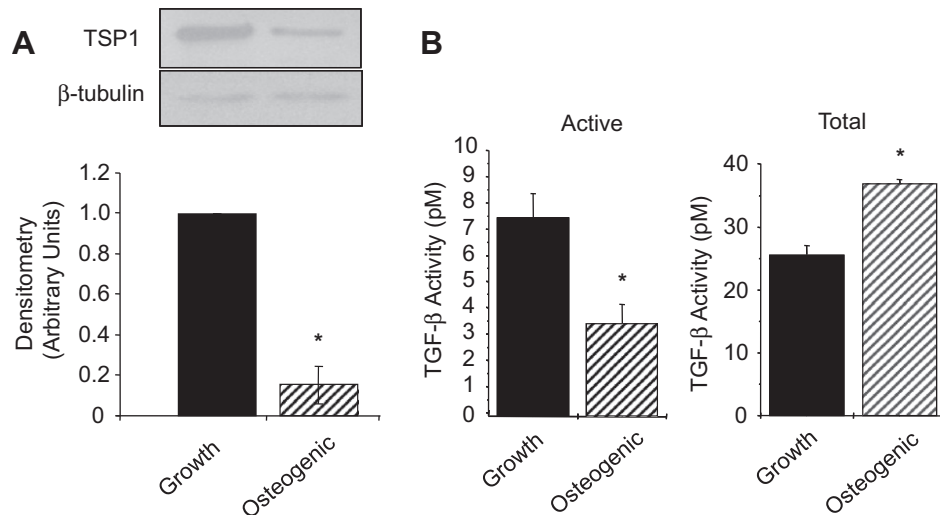 A
TSP1
β-tubulin
Densitometry
(Arbitrary Units)
1.2
1.0
0.8
0.6
0.4
0.2
0
*
Growth
Osteogenic
B
Active
TGF-β Activity (pM)
10
9
8
7
6
5
4
3
2
1
0
*
Growth
Osteogenic
Total
TGF-β Activity (pM)
40
30
20
10
0
*
Growth
Osteogenic